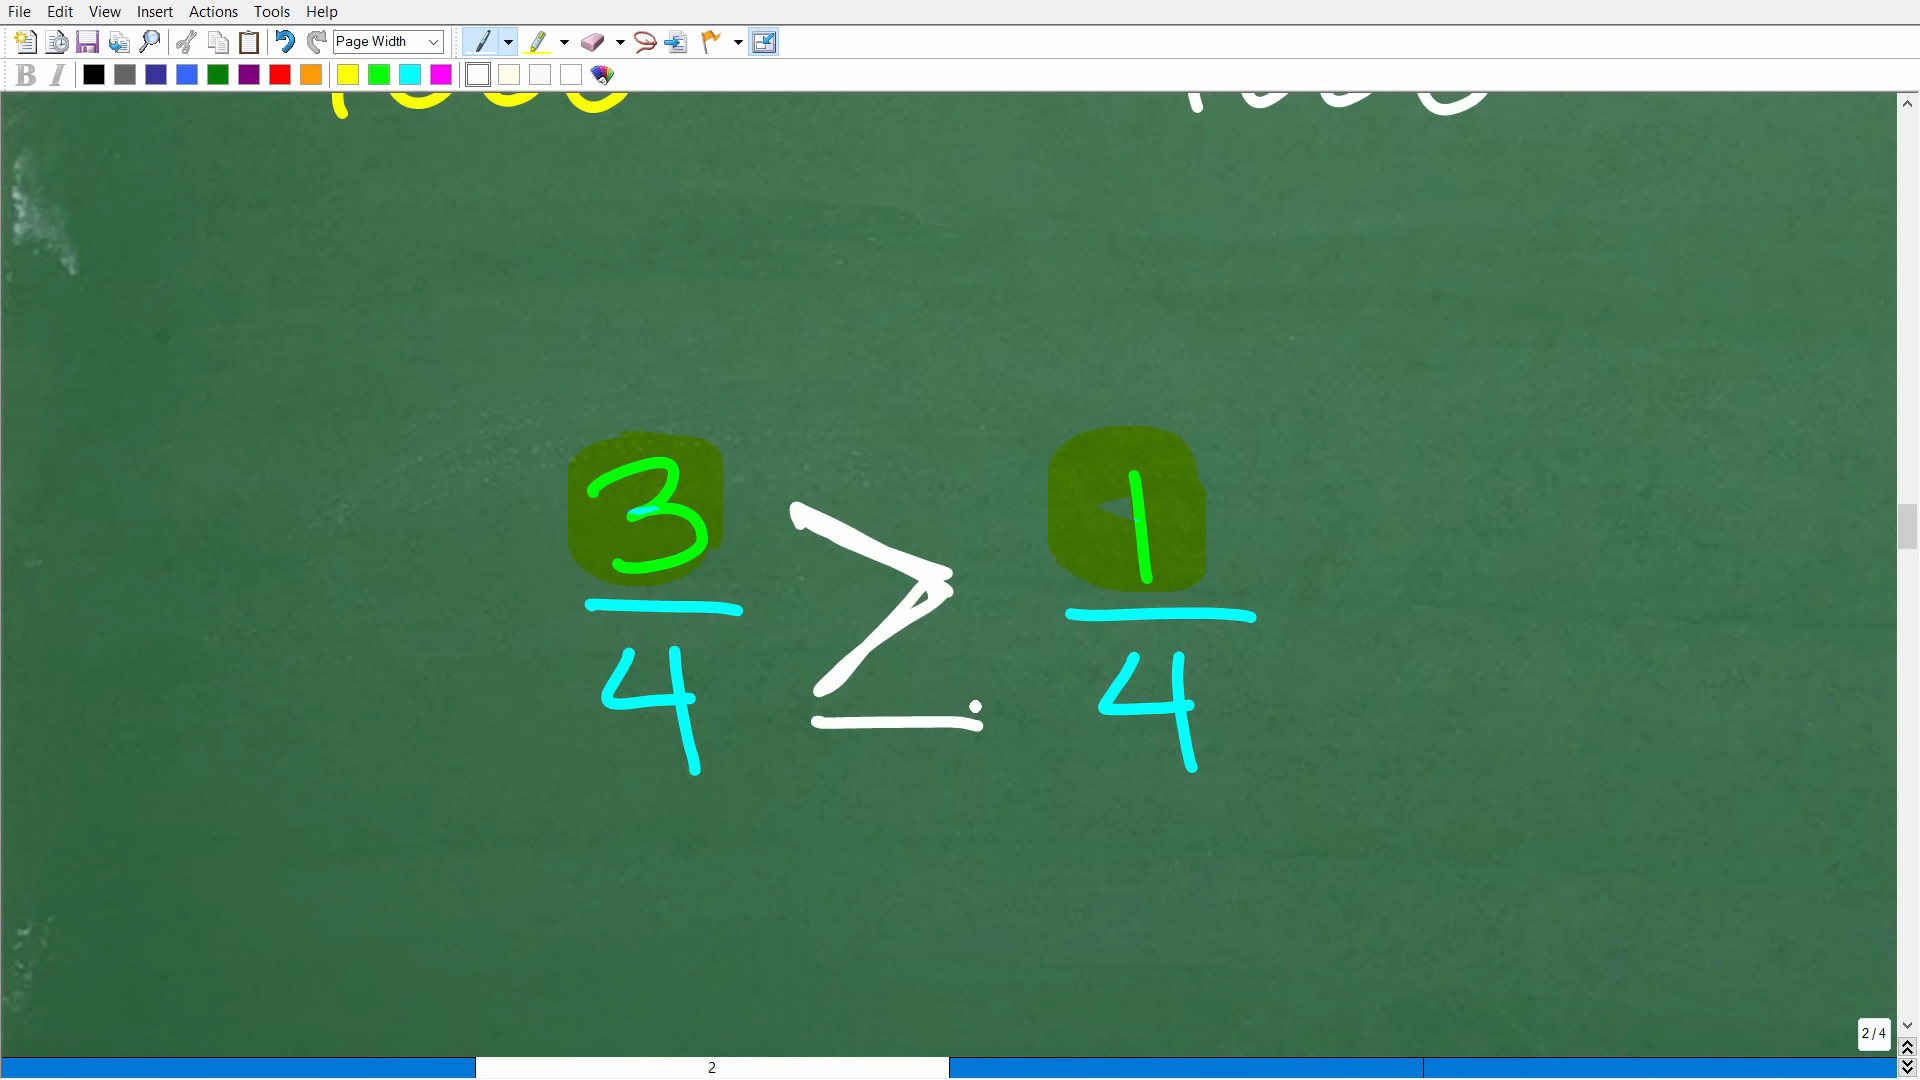 File Edit View Insert Actions Tools Help
Page Width
B I
3/4 ≥ 1/4
2 / 4
2